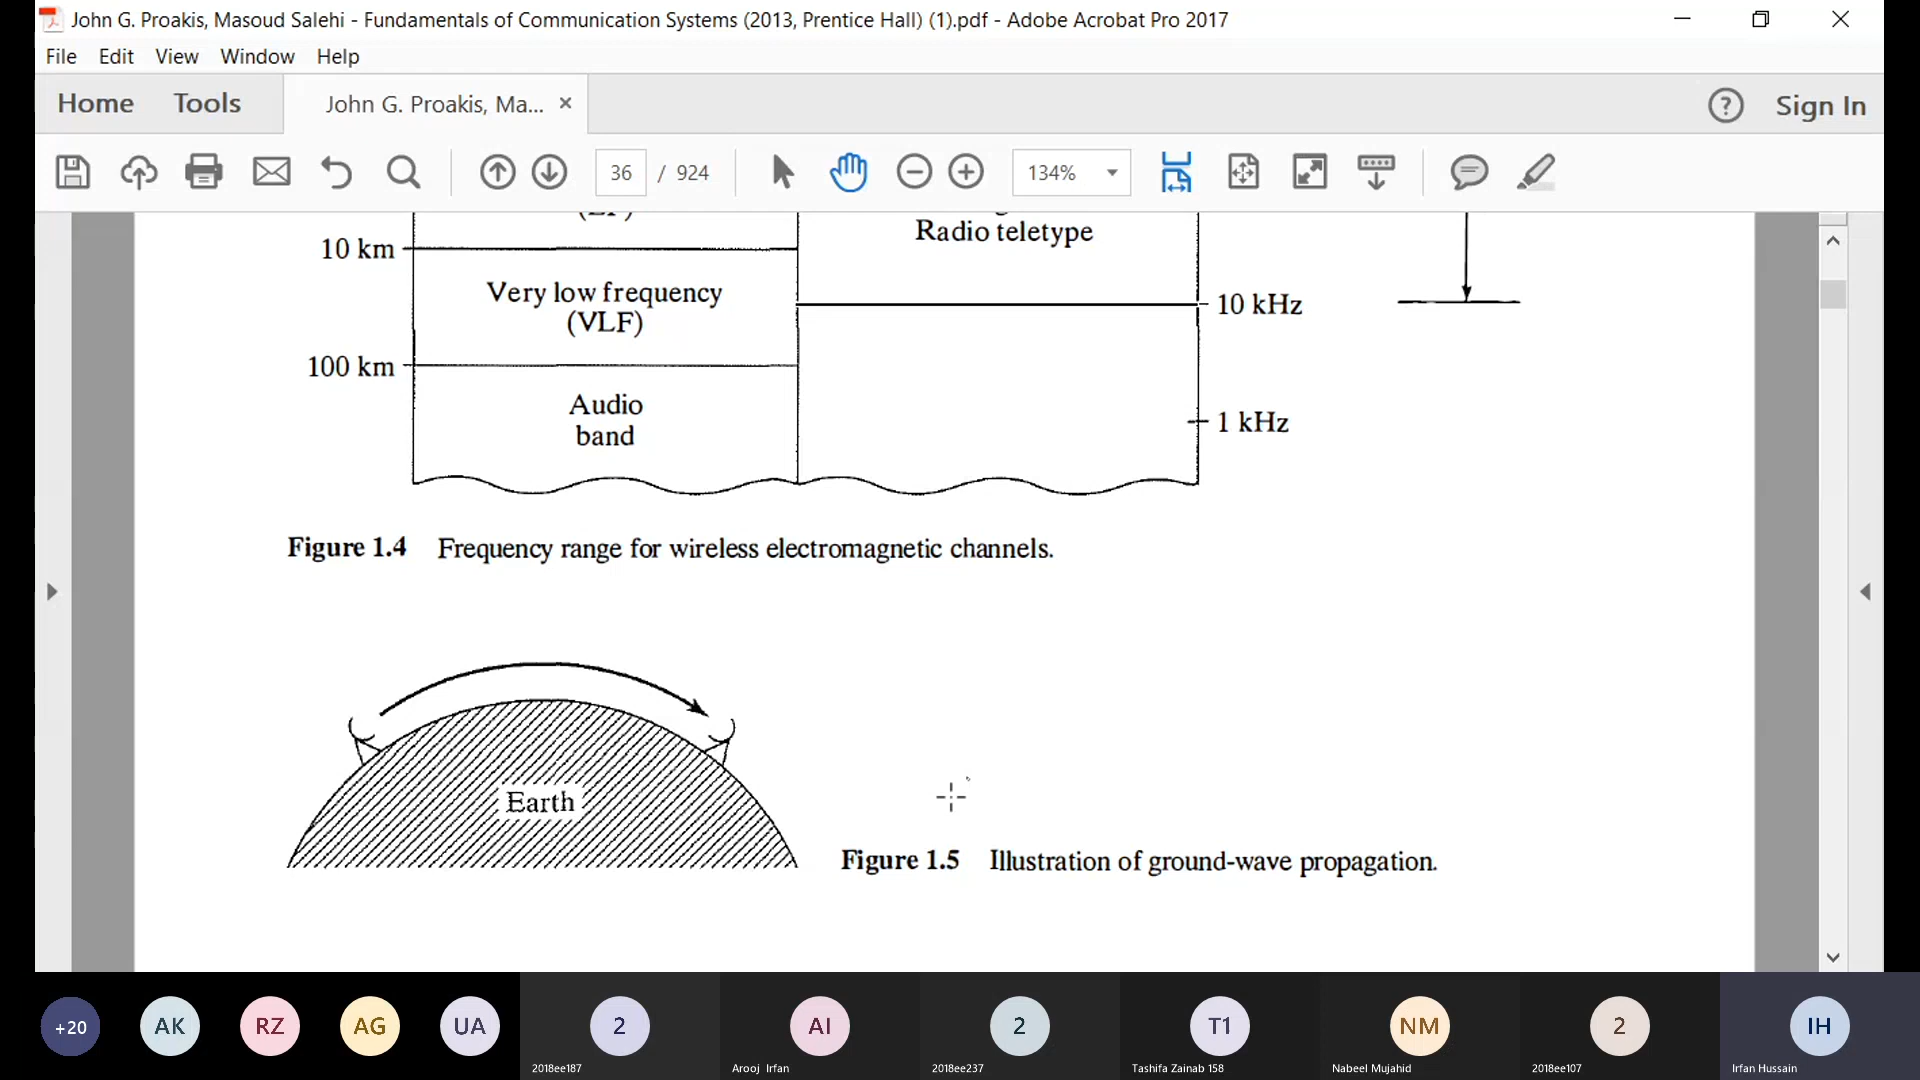 John G. Proakis, Masoud Salehi - Fundamentals of Communication Systems (2013, Prentice Hall) (1).pdf - Adobe Acrobat Pro 2017
File Edit View Window Help
Home Tools John G. Proakis, Ma... × ? Sign In
36 / 924 134%
Radio teletype
10 km
Very low frequency
(VLF)
10 kHz
100 km
Audio
band
1 kHz
Figure 1.4 Frequency range for wireless electromagnetic channels.
Earth
Figure 1.5 Illustration of ground-wave propagation.
+20 AK RZ AG UA 2 AI 2 T1 NM 2 IH
2018ee187 Arooj Irfan 2018ee237 Tashifa Zainab 158 Nabeel Mujahid 2018ee107 Irfan Hussain